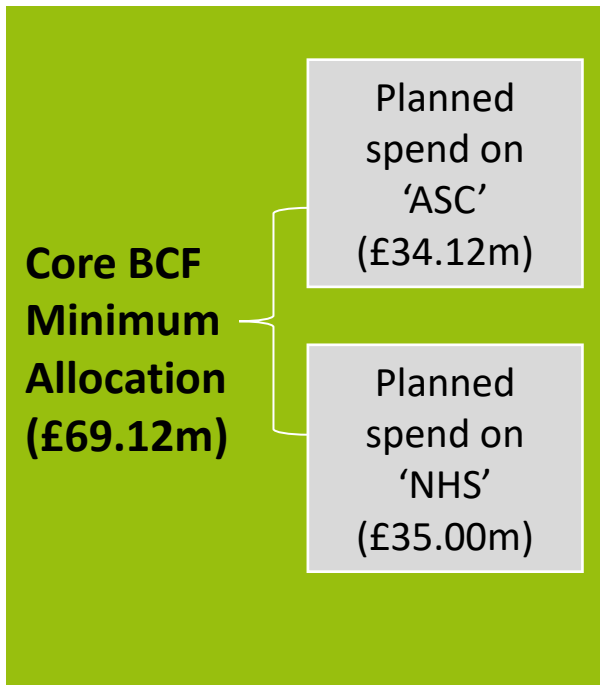 Core BCF
Minimum
Allocation
(£69.12m)
Planned
spend on
‘ASC’
(£34.12m)
Planned
spend on
‘NHS’
(£35.00m)